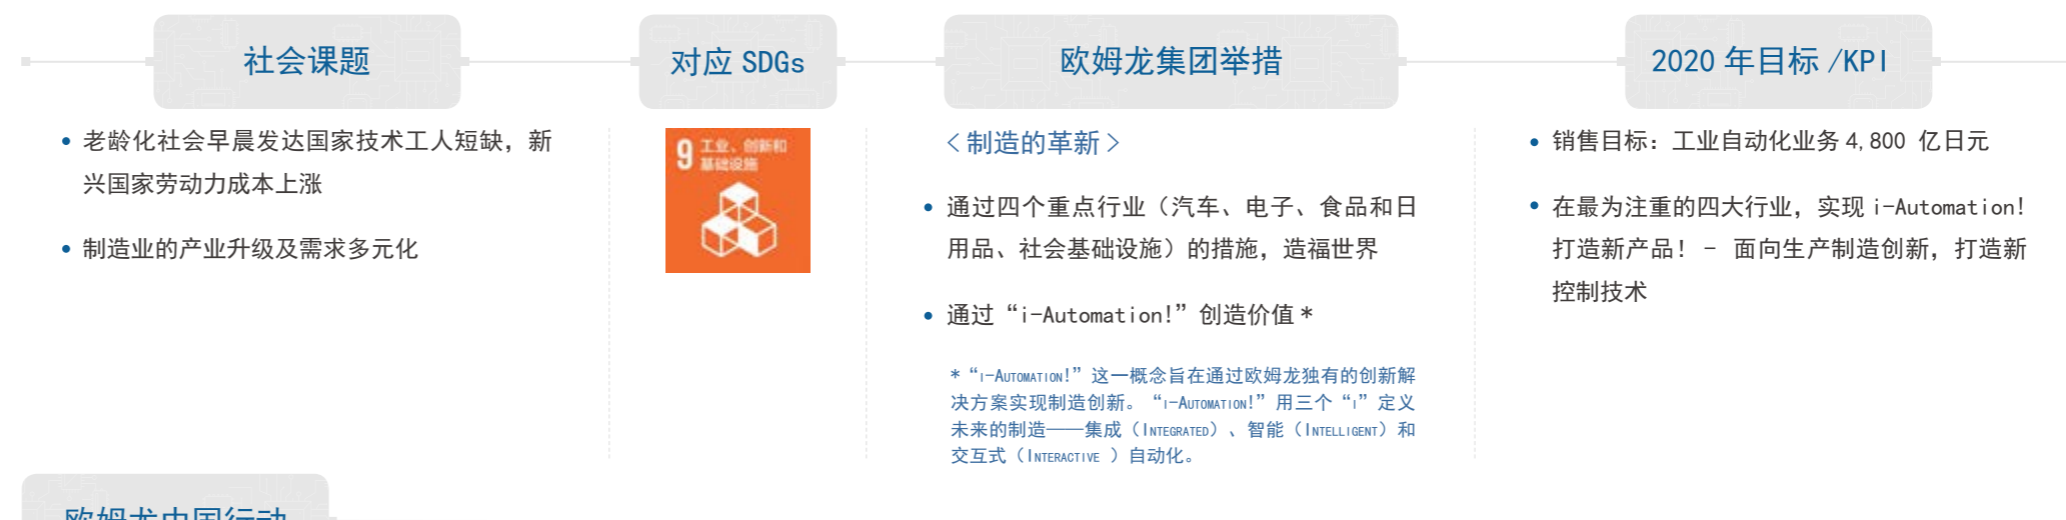 社会课题
对应 SDGs
欧姆龙集团举措
2020 年目标 /KPI
• 老龄化社会早晨发达国家技术工人短缺，新
兴国家劳动力成本上涨
• 制造业的产业升级及需求多元化
9 工业、创新和
基础设施
<制造的革新>
• 通过四个重点行业（汽车、电子、食品和日
用品、社会基础设施）的措施，造福世界
• 通过“i-Automation!”创造价值*
*“i-Automation!”这一概念旨在通过欧姆龙独有的创新解
决方案实现制造创新。“i-Automation!”用三个“i”定义
未来的制造——集成（Integrated）、智能（Intelligent）和
交互式（Interactive ）自动化。
• 销售目标：工业自动化业务 4,800 亿日元
• 在最为注重的四大行业，实现 i-Automation!
打造新产品！- 面向生产制造创新，打造新
控制技术
欧姆龙中国行动